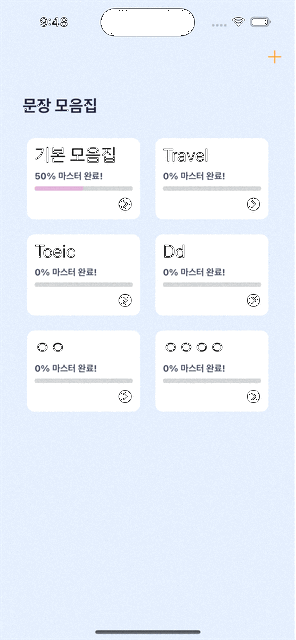 9:48
문장 모음집
기본 모음집
50% 마스터 완료!
Travel
0% 마스터 완료!
Toeic
0% 마스터 완료!
Dd
0% 마스터 완료!
ㅇㅇ
0% 마스터 완료!
ㅇㅇㅇㅇ
0% 마스터 완료!